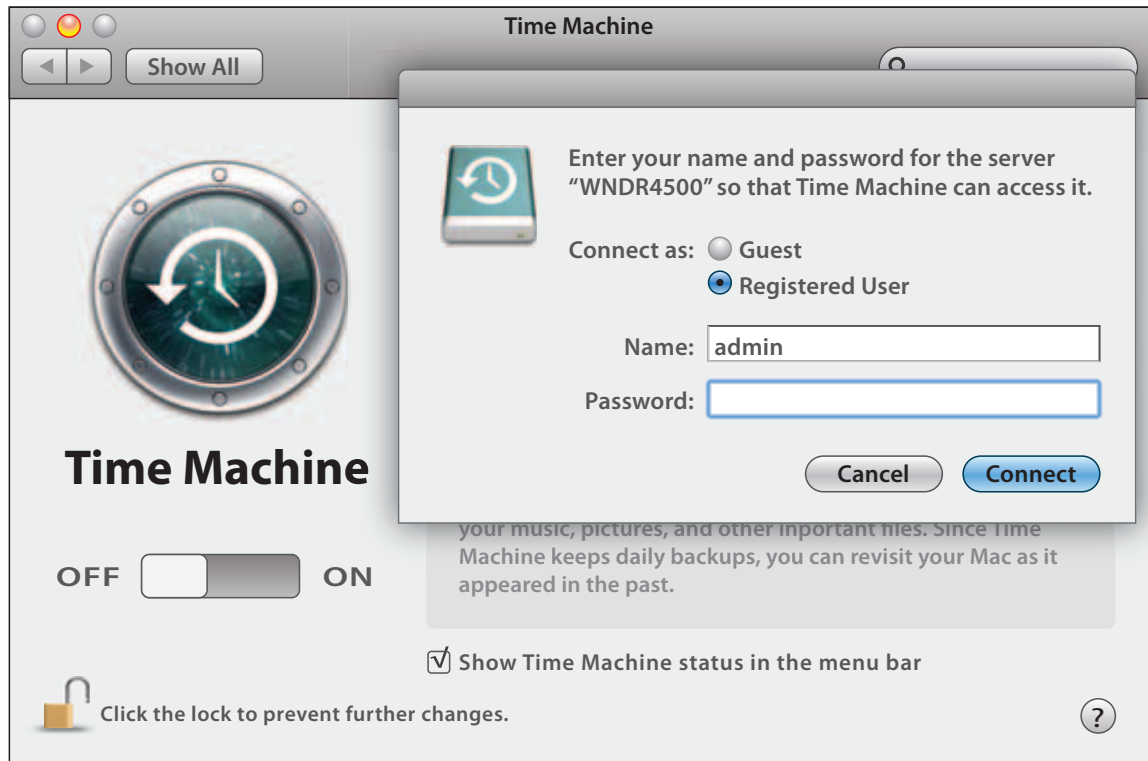 Time Machine
Show All
Enter your name and password for the server
“WNDR4500” so that Time Machine can access it.
Connect as: Guest
Registered User
Name: admin
Password:
Cancel Connect
Time Machine
your music, pictures, and other inportant files. Since Time
Machine keeps daily backups, you can revisit your Mac as it
appeared in the past.
OFF ON
Show Time Machine status in the menu bar
Click the lock to prevent further changes.
?